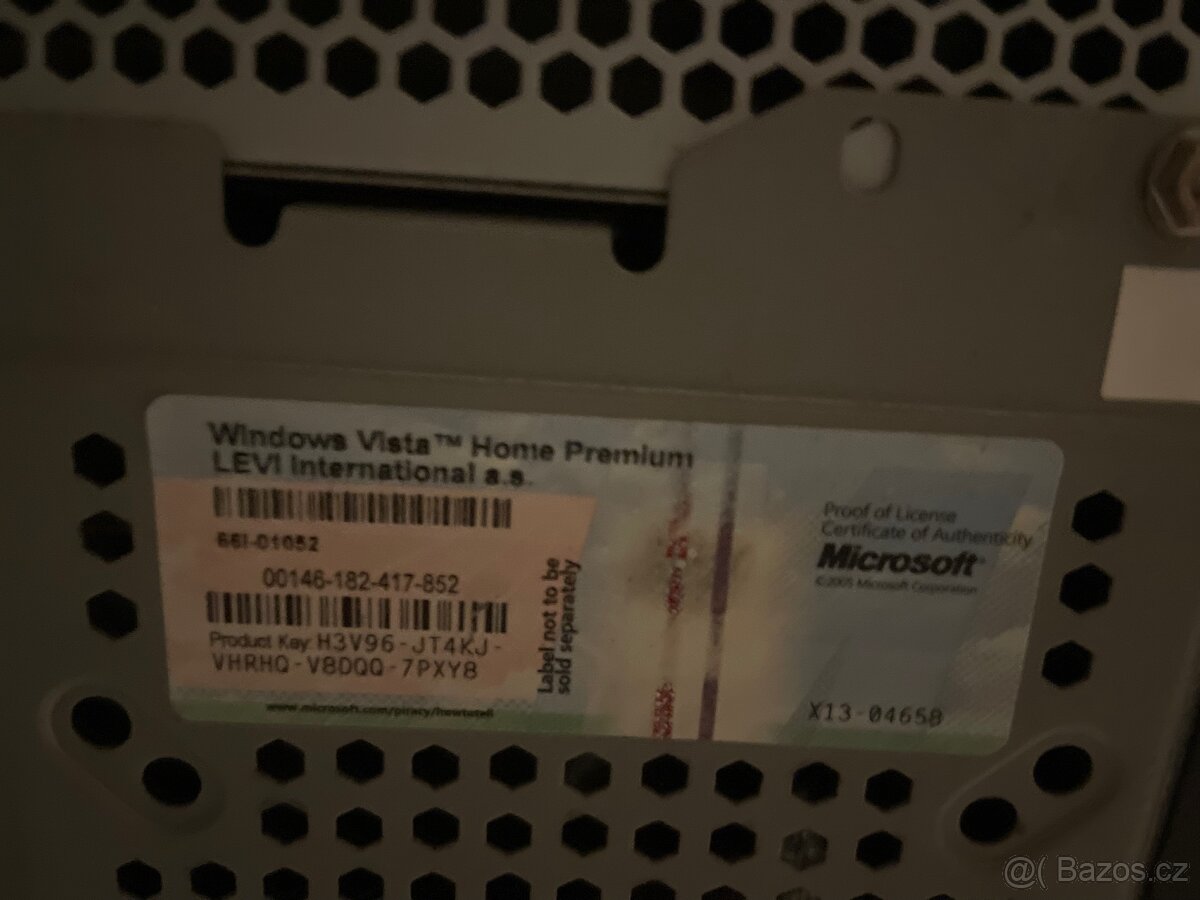 Windows Vista™ Home Premium
LEVI International a.s.
66I-01052
00146-182-417-852
Product Key: H3V96-JT4KJ-
VHRHQ-V8DQQ-7PXY8
www.microsoft.com/piracy/howtotell
Label not to be
sold separately
Proof of License
Certificate of Authenticity
Microsoft®
©2005 Microsoft Corporation
X13-04658
@( Bazos.cz